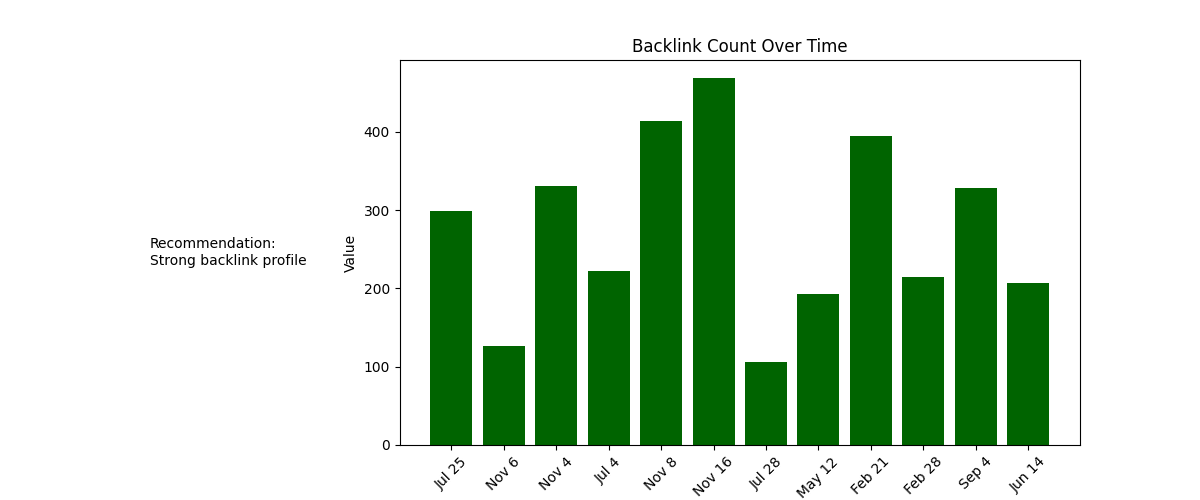 Backlink Count Over Time
Recommendation:
Strong backlink profile
Value
400
300
200
100
0
Jul 25
Nov 6
Nov 4
Jul 4
Nov 8
Nov 16
Jul 28
May 12
Feb 21
Feb 28
Sep 4
Jun 14